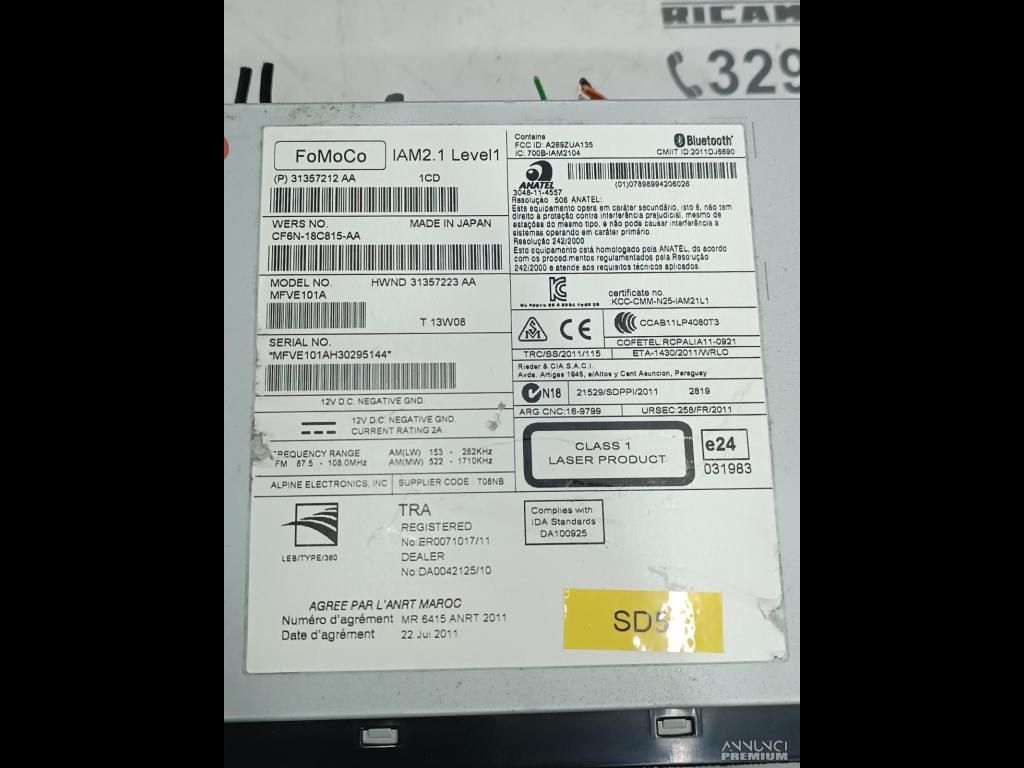 RICAM
329
FoMoCo IAM2.1 Level1
(P) 31357212 AA 1CD
WERS NO. MADE IN JAPAN
CF6N-18C815-AA
MODEL NO. HWND 31357223 AA
MFVE101A
T 13W08
SERIAL NO.
*MFVE101AH30295144*
12V D.C. NEGATIVE GND.
12V D.C. NEGATIVE GND.
CURRENT RATING 2A
FREQUENCY RANGE AM(LW) 153 - 282KHz
FM 87.5 - 108.0MHz AM(MW) 522 - 1710KHz
ALPINE ELECTRONICS, INC SUPPLIER CODE : T08NB
Contains
FCC ID: A269ZUA135
IC: 700B-IAM2104
Bluetooth
CMIIT ID:2011DJ6690
ANATEL
(01)07898994206026
3048-11-4557
Resolução 506 ANATEL:
Este equipamento opera em caráter secundário, isto é, não tem
direito à proteção contra interferência prejudicial, mesmo de
estações do mesmo tipo, e não pode causar interferência a
sistemas operando em caráter primário.
Resolução 242/2000
Este equipamento está homologado pela ANATEL, de acordo
com os procedimentos regulamentados pela Resolução
242/2000 e atende aos requisitos técnicos aplicados.
certificate no.
:KCC-CMM-N25-IAM21L1
CE CCAB11LP4080T3
COFETEL:RCPALIA11-0921
TRC/SS/2011/115 ETA-1430/2011/WRLO
Rieder & CIA S.A.C.I.
Avda. Artigas 1945, e/Altos y Cent Asuncion, Paraguay
N18 21529/SDPPI/2011 2819
ARG CNC:16-9799 URSEC:258/FR/2011
CLASS 1
LASER PRODUCT
e24
031983
LEB/TYPE/360
TRA
REGISTERED
No:ER0071017/11
DEALER
No:DA0042125/10
Complies with
IDA Standards
DA100925
AGREE PAR L'ANRT MAROC
Numéro d'agrément MR 6415 ANRT 2011
Date d'agrément 22.Jui.2011
SD5
ANNUNCI
PREMIUM